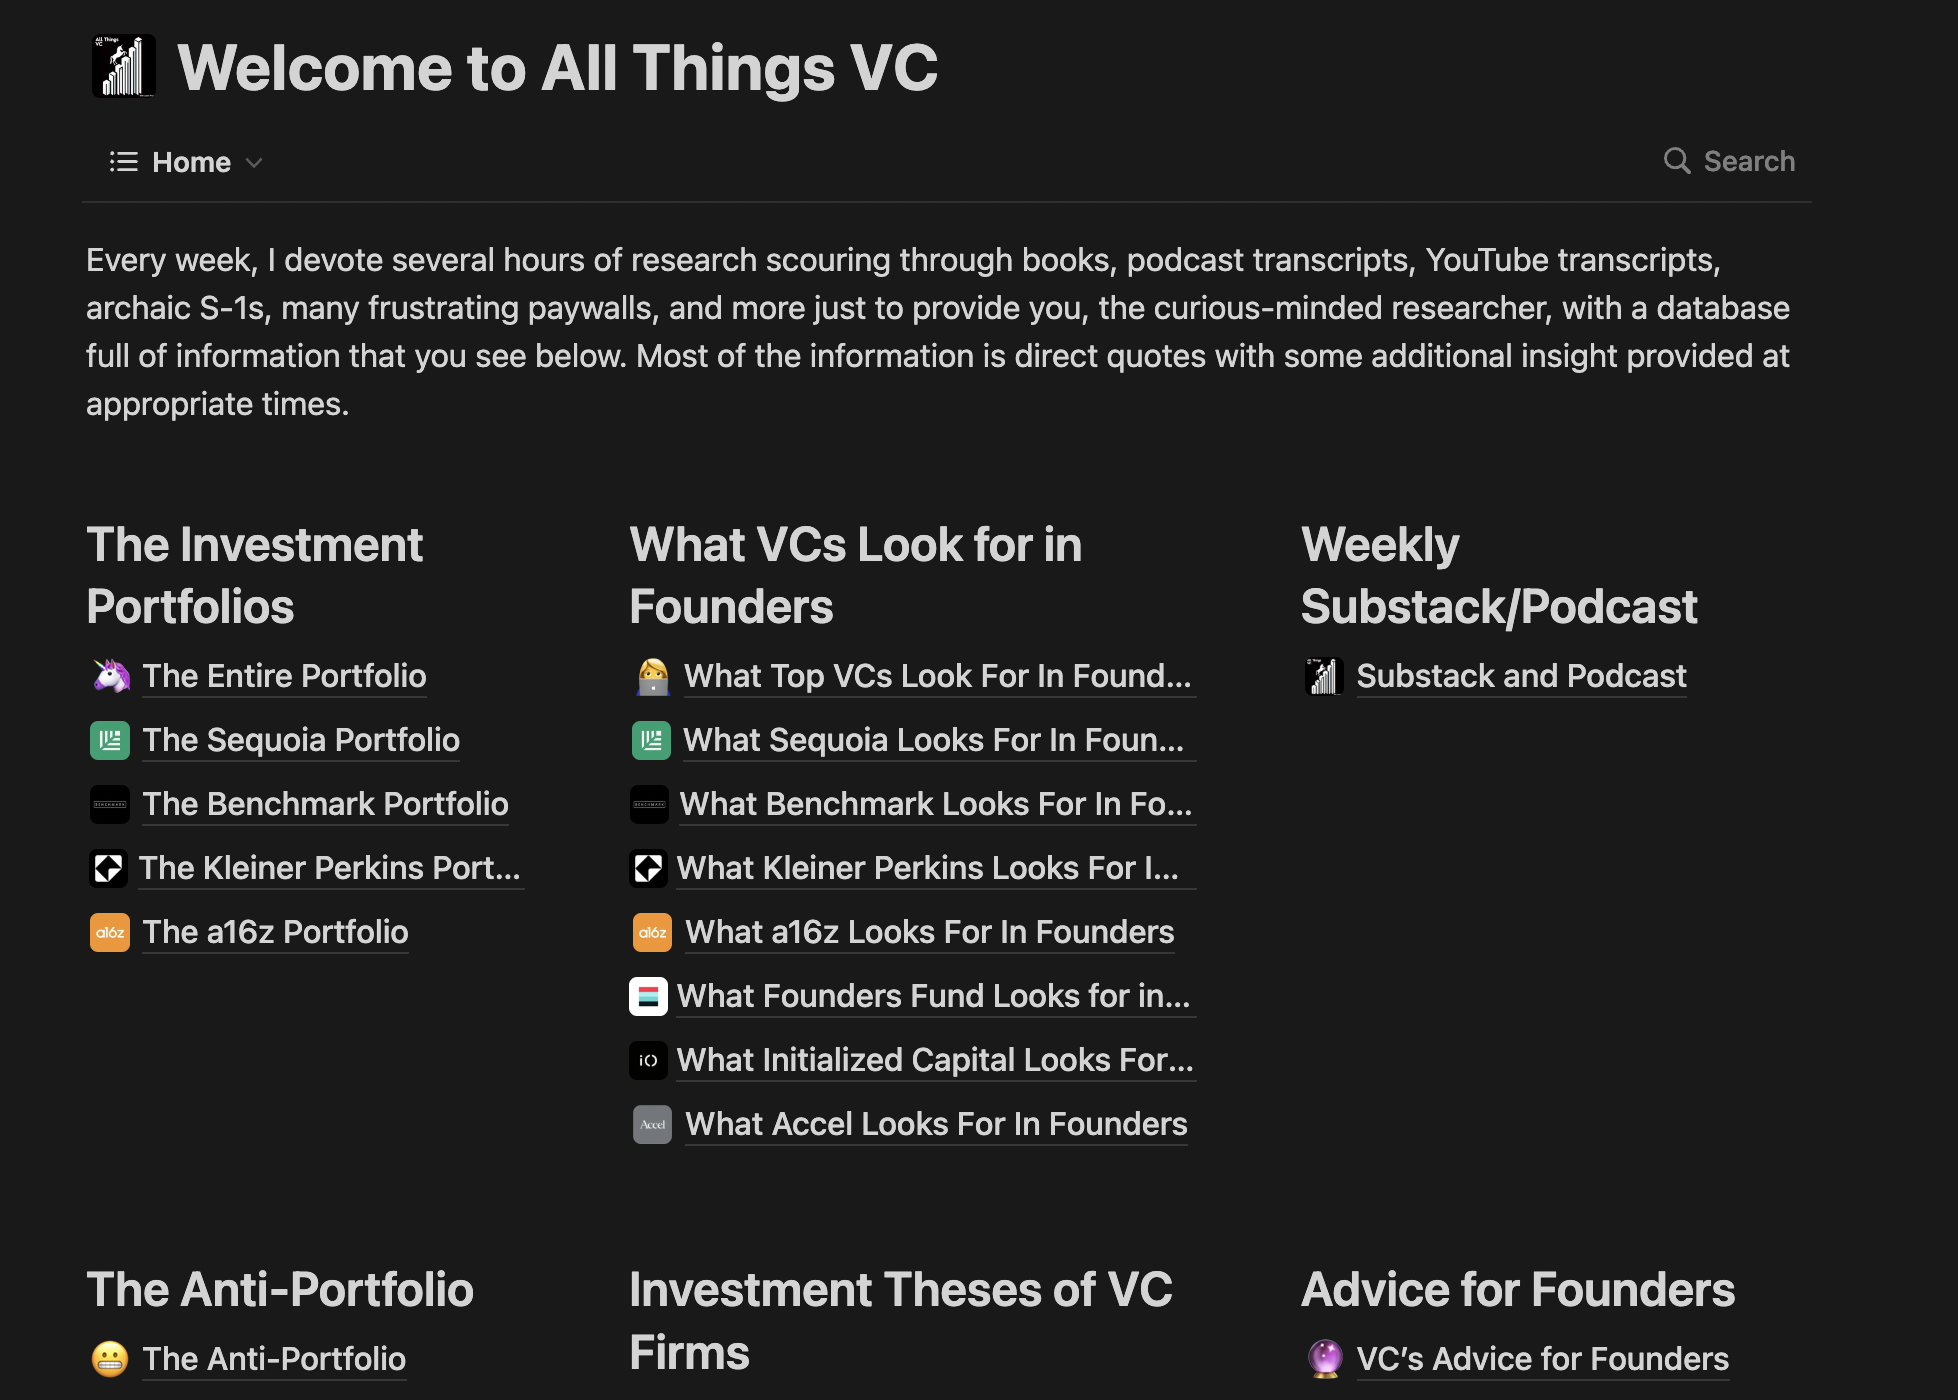 All Things
VC
Welcome to All Things VC
Home
Search
Every week, I devote several hours of research scouring through books, podcast transcripts, YouTube transcripts,
archaic S-1s, many frustrating paywalls, and more just to provide you, the curious-minded researcher, with a database
full of information that you see below. Most of the information is direct quotes with some additional insight provided at
appropriate times.
The Investment
Portfolios
The Entire Portfolio
The Sequoia Portfolio
BENCHMARK
The Benchmark Portfolio
The Kleiner Perkins Port...
a16z
The a16z Portfolio
What VCs Look for in
Founders
What Top VCs Look For In Found...
What Sequoia Looks For In Foun...
BENCHMARK
What Benchmark Looks For In Fo...
What Kleiner Perkins Looks For I...
a16z
What a16z Looks For In Founders
What Founders Fund Looks for in...
What Initialized Capital Looks For...
Accel
What Accel Looks For In Founders
Weekly
Substack/Podcast
Substack and Podcast
The Anti-Portfolio
The Anti-Portfolio
Investment Theses of VC
Firms
Advice for Founders
VC’s Advice for Founders